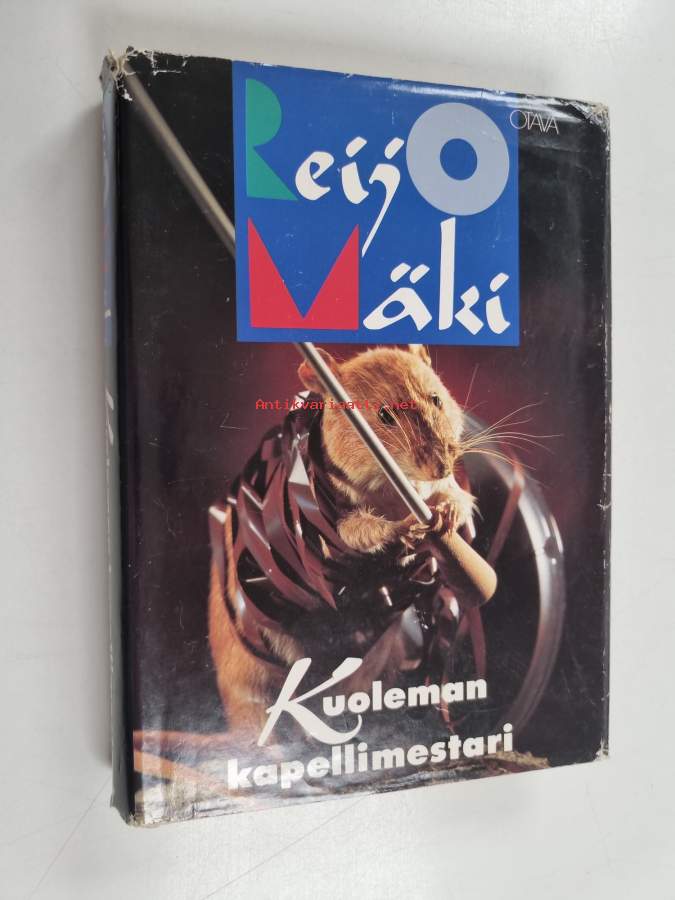 OTAVA
Reijo
Mäki
Antikvariaatti.net
Kuoleman
kapellimestari